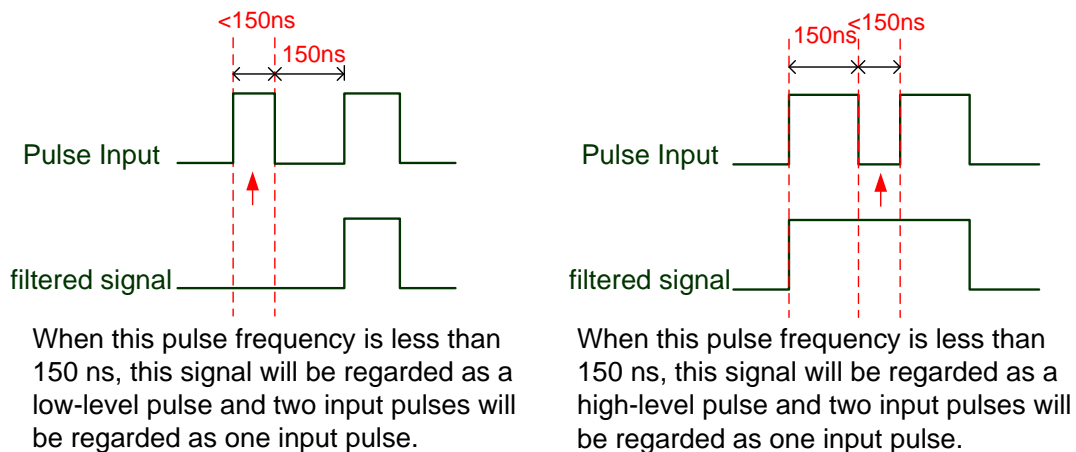 <150ns
150ns
Pulse Input
filtered signal
When this pulse frequency is less than
150 ns, this signal will be regarded as a
low-level pulse and two input pulses will
be regarded as one input pulse.
<150ns
150ns
Pulse Input
filtered signal
When this pulse frequency is less than
150 ns, this signal will be regarded as a
high-level pulse and two input pulses will
be regarded as one input pulse.